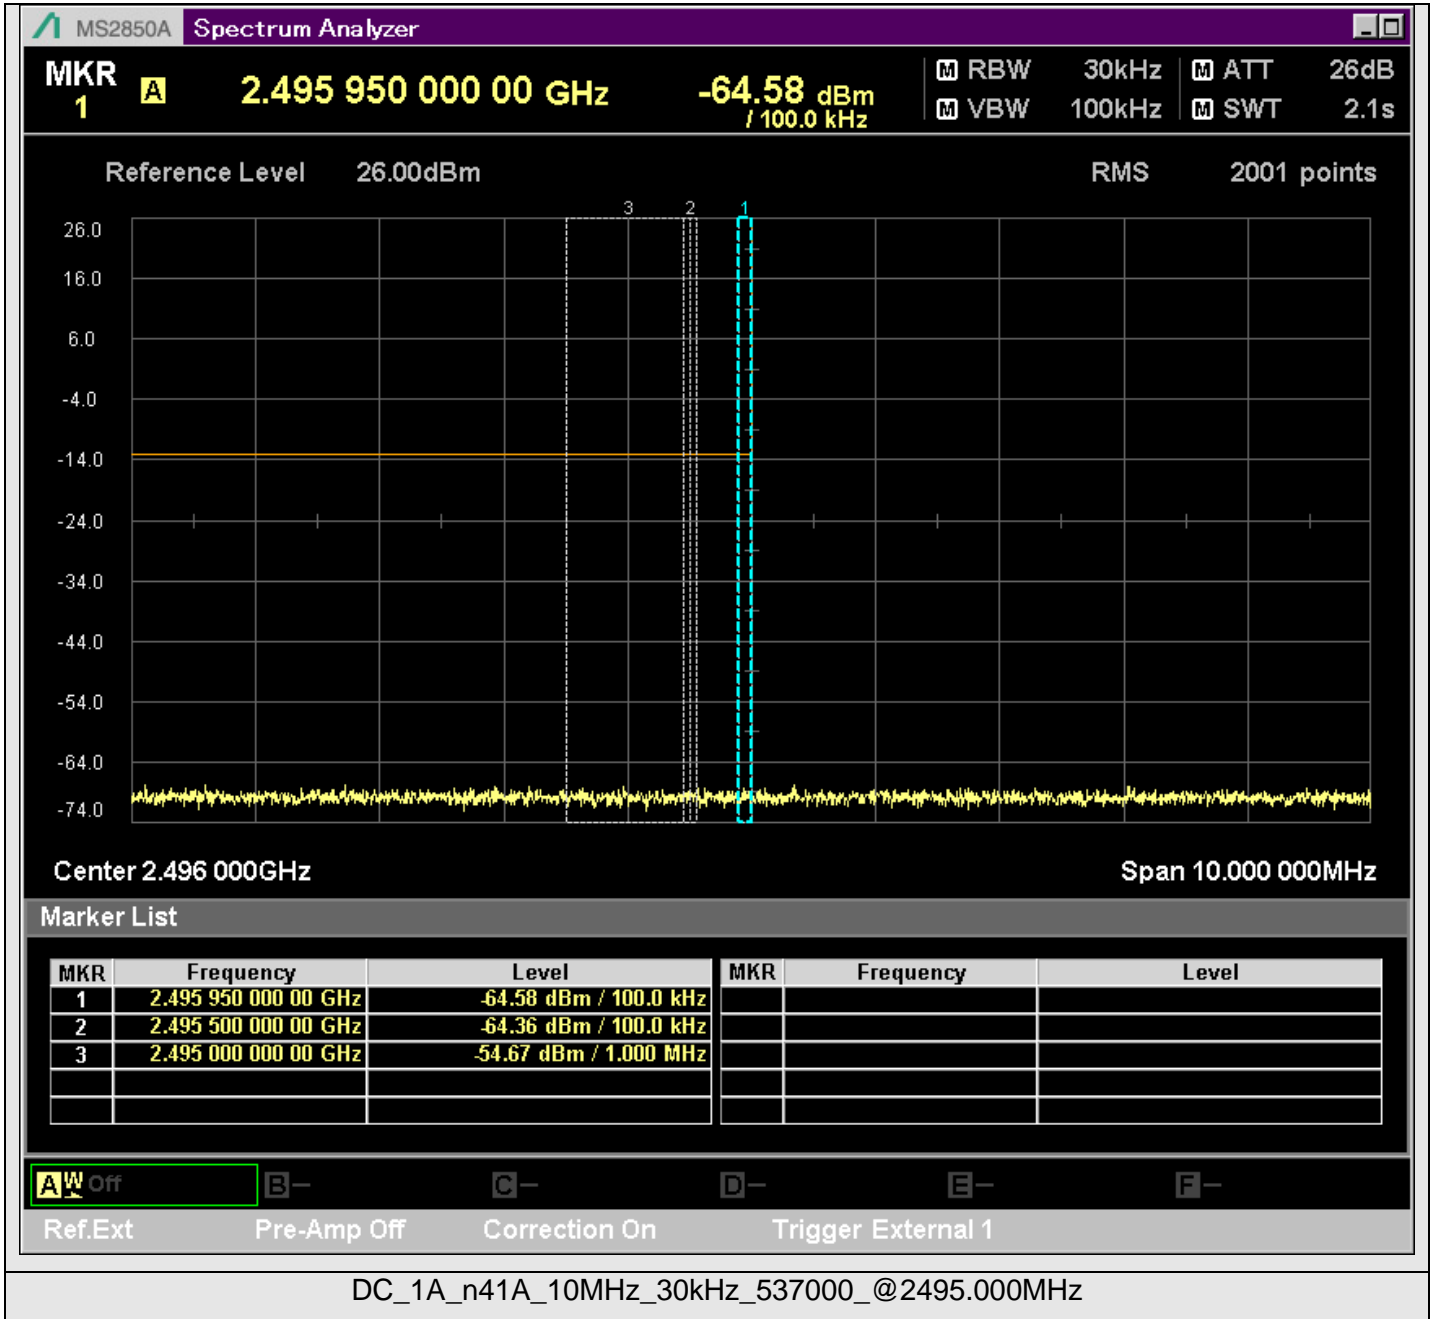 MS2850A Spectrum Analyzer
MKR 1 A 2.495 950 000 00 GHz -64.58 dBm / 100.0 kHz
M RBW 30kHz M ATT 26dB
M VBW 100kHz M SWT 2.1s
Reference Level 26.00dBm RMS 2001 points
3 2 1
26.0
16.0
6.0
-4.0
-14.0
-24.0
-34.0
-44.0
-54.0
-64.0
-74.0
Center 2.496 000GHz Span 10.000 000MHz
Marker List
MKR Frequency Level MKR Frequency Level
1 2.495 950 000 00 GHz -64.58 dBm / 100.0 kHz
2 2.495 500 000 00 GHz -64.36 dBm / 100.0 kHz
3 2.495 000 000 00 GHz -54.67 dBm / 1.000 MHz
A W Off B- C- D- E- F-
Ref.Ext Pre-Amp Off Correction On Trigger External 1
DC_1A_n41A_10MHz_30kHz_537000_@2495.000MHz